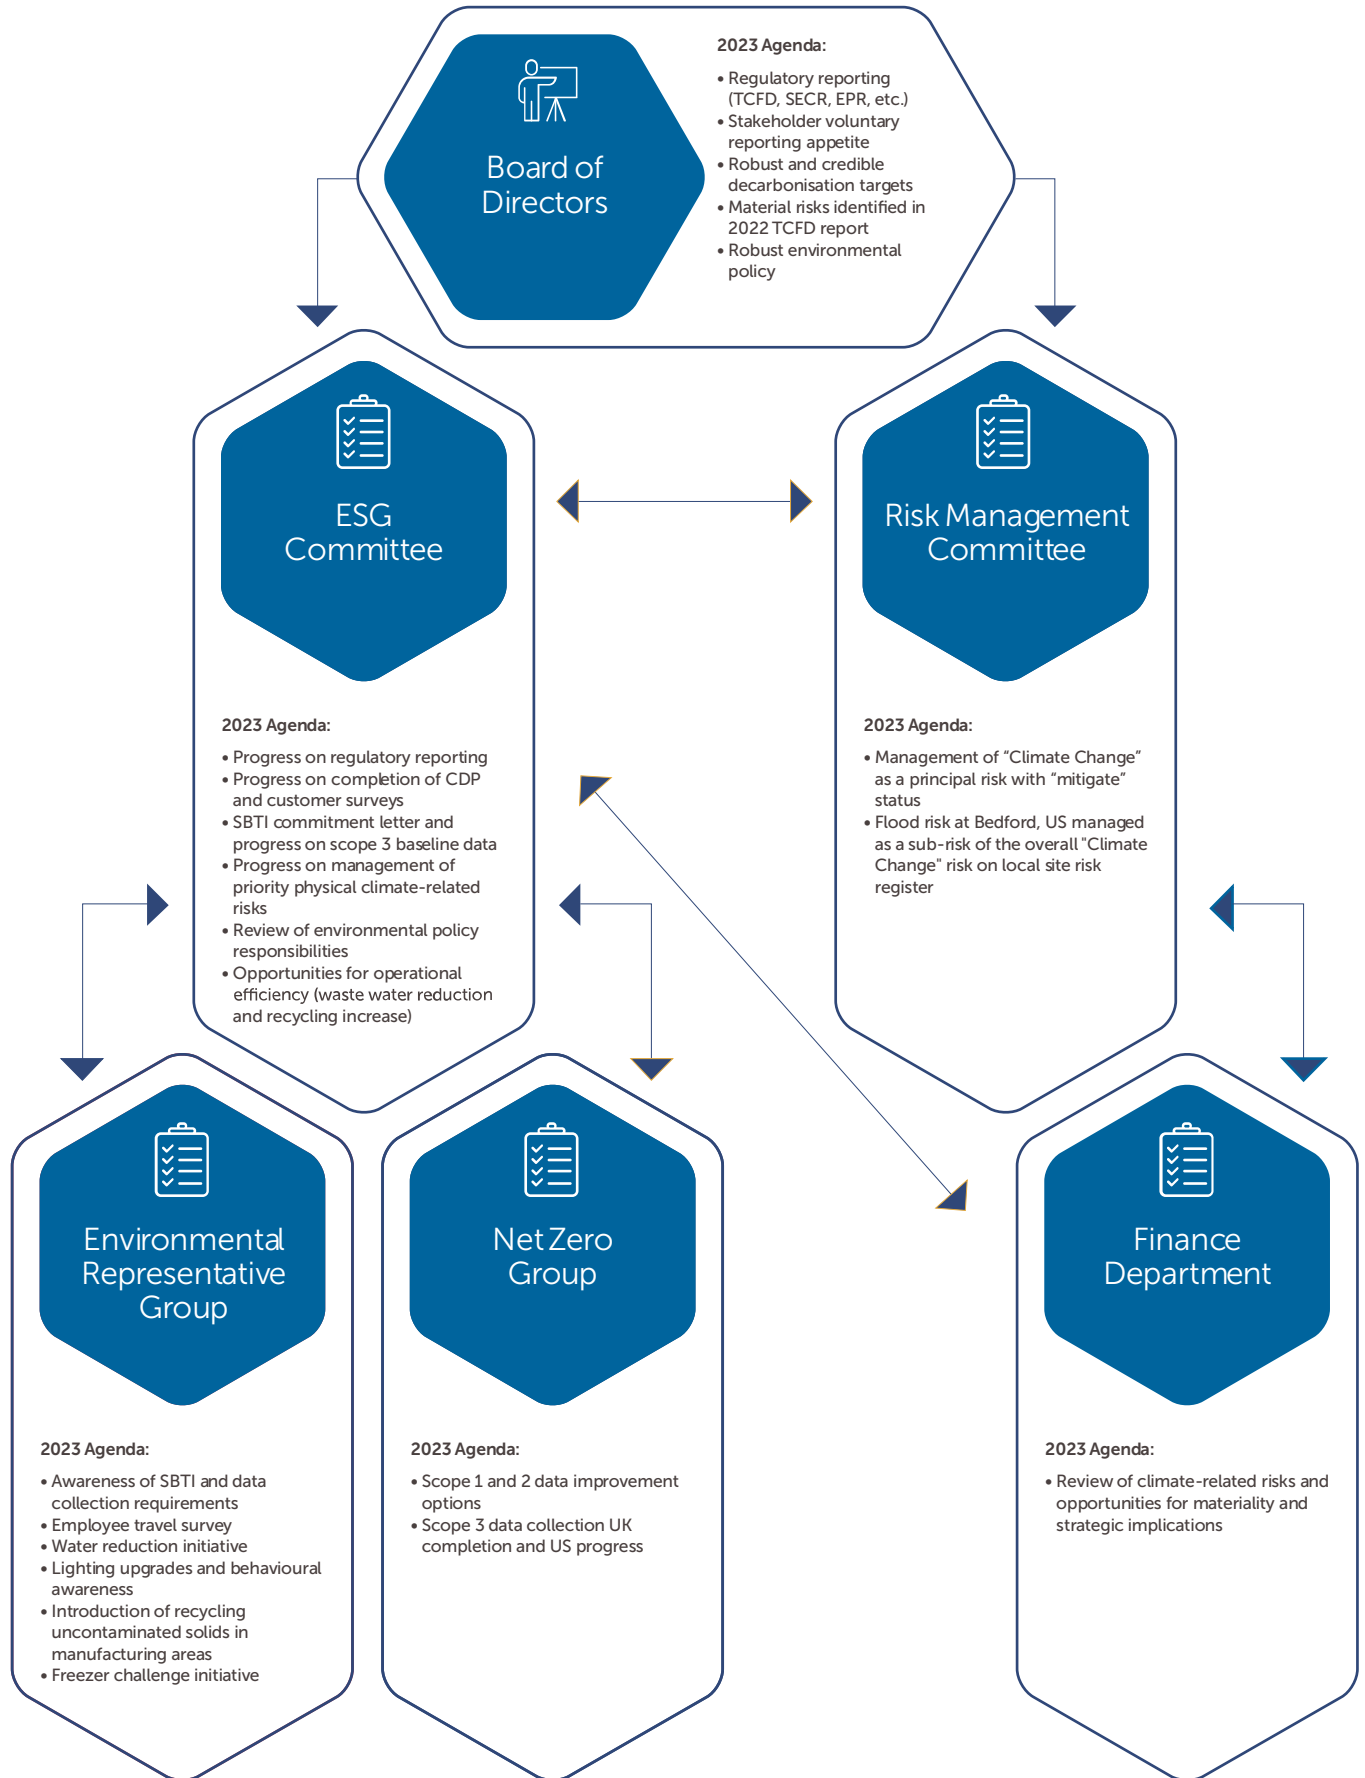 Board of
Directors
2023 Agenda:
• Regulatory reporting
(TCFD, SECR, EPR, etc.)
• Stakeholder voluntary
reporting appetite
• Robust and credible
decarbonisation targets
• Material risks identified in
2022 TCFD report
• Robust environmental
policy
ESG
Committee
2023 Agenda:
• Progress on regulatory reporting
• Progress on completion of CDP
and customer surveys
• SBTI commitment letter and
progress on scope 3 baseline data
• Progress on management of
priority physical climate-related
risks
• Review of environmental policy
responsibilities
• Opportunities for operational
efficiency (waste water reduction
and recycling increase)
Risk Management
Committee
2023 Agenda:
• Management of “Climate Change”
as a principal risk with “mitigate”
status
• Flood risk at Bedford, US managed
as a sub-risk of the overall "Climate
Change" risk on local site risk
register
Environmental
Representative
Group
2023 Agenda:
• Awareness of SBTI and data
collection requirements
• Employee travel survey
• Water reduction initiative
• Lighting upgrades and behavioural
awareness
• Introduction of recycling
uncontaminated solids in
manufacturing areas
• Freezer challenge initiative
Net Zero
Group
2023 Agenda:
• Scope 1 and 2 data improvement
options
• Scope 3 data collection UK
completion and US progress
Finance
Department
2023 Agenda:
• Review of climate-related risks and
opportunities for materiality and
strategic implications